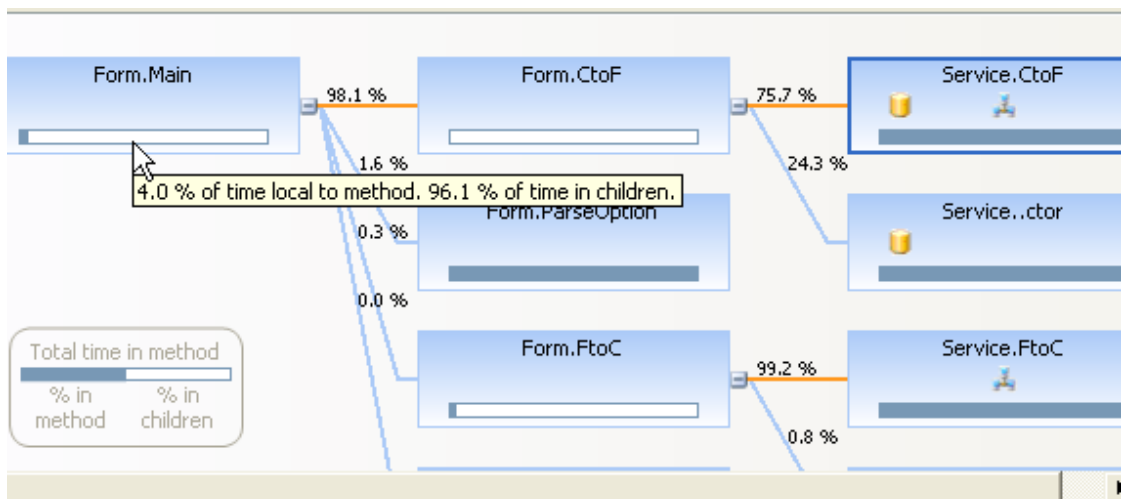 Form.Main
Form.CtoF
Service.CtoF
98.1 %
75.7 %
1.6 %
24.3 %
4.0 % of time local to method. 96.1 % of time in children.
Form.ParseOption
Service..ctor
0.3 %
0.0 %
Form.FtoC
Service.FtoC
Total time in method
99.2 %
% in
method
% in
children
0.8 %